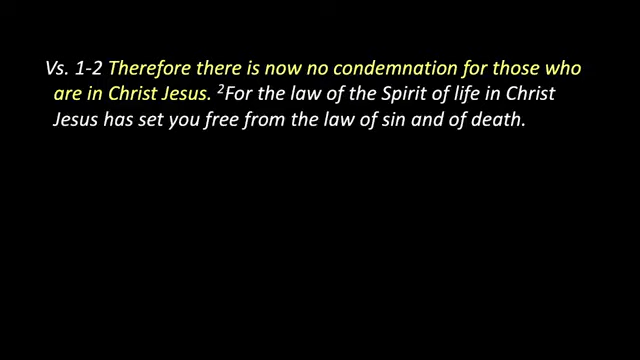 Vs. 1-2 Therefore there is now no condemnation for those who
are in Christ Jesus. ²For the law of the Spirit of life in Christ
Jesus has set you free from the law of sin and of death.